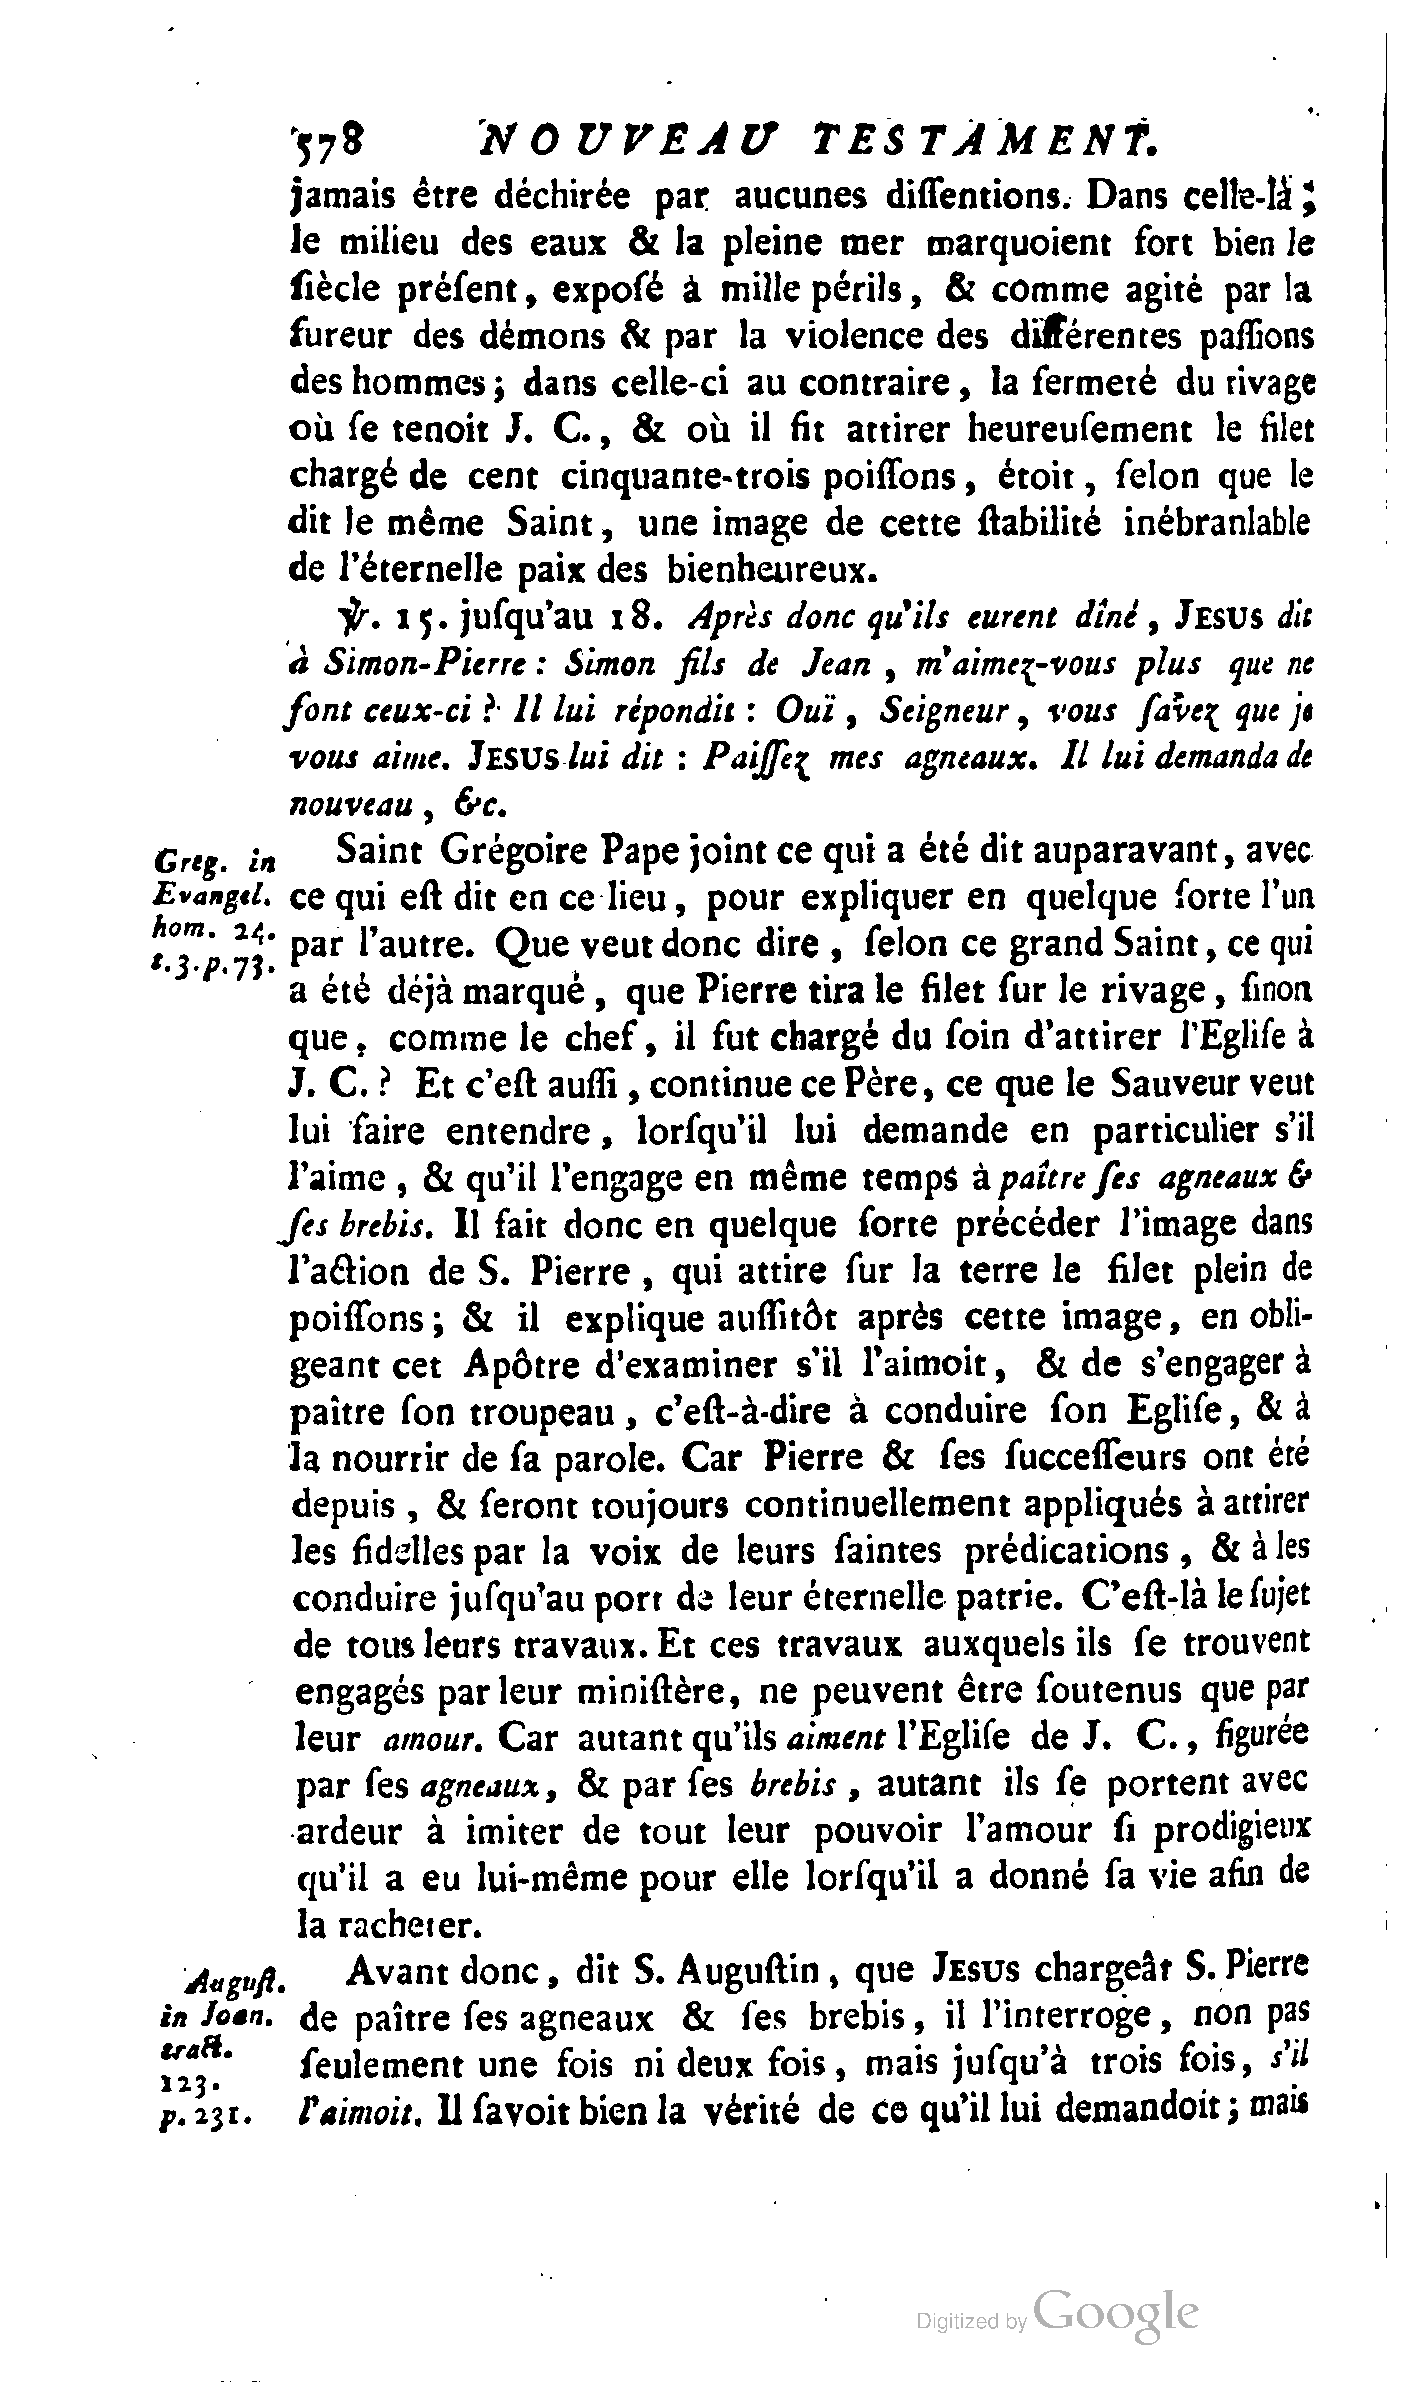 578 NOUVEAU TESTAMENT.
jamais être déchirée par aucunes diſſentions. Dans celle-là ;
le milieu des eaux & la pleine mer marquoient fort bien le
ſiècle préſent, expoſé à mille périls, & comme agité par la
fureur des démons & par la violence des différentes paſſions
des hommes ; dans celle-ci au contraire, la fermeté du rivage
où ſe tenoit J. C., & où il fit attirer heureuſement le filet
chargé de cent cinquante-trois poiſſons, étoit, ſelon que le
dit le même Saint, une image de cette ſtabilité inébranlable
de l'éternelle paix des bienheureux.
℣. 15. juſqu'au 18. Après donc qu'ils eurent dîné, JESUS dit
à Simon-Pierre : Simon fils de Jean, m'aimez-vous plus que ne
font ceux-ci ? Il lui répondit : Ouï, Seigneur, vous ſavez que je
vous aime. JESUS lui dit : Paiſſez mes agneaux. Il lui demanda de
nouveau, &c.
Greg. in
Evangel.
hom. 24.
t.3.p.73.
Saint Grégoire Pape joint ce qui a été dit auparavant, avec
ce qui eſt dit en ce lieu, pour expliquer en quelque ſorte l'un
par l'autre. Que veut donc dire, ſelon ce grand Saint, ce qui
a été déjà marqué, que Pierre tira le filet ſur le rivage, ſinon
que, comme le chef, il fut chargé du ſoin d'attirer l'Egliſe à
J. C. ? Et c'eſt auſſi, continue ce Père, ce que le Sauveur veut
lui faire entendre, lorſqu'il lui demande en particulier s'il
l'aime, & qu'il l'engage en même temps à paître ſes agneaux &
ſes brebis. Il fait donc en quelque ſorte précéder l'image dans
l'action de S. Pierre, qui attire ſur la terre le filet plein de
poiſſons ; & il explique auſſitôt après cette image, en obli-
geant cet Apôtre d'examiner s'il l'aimoit, & de s'engager à
paître ſon troupeau, c'eſt-à-dire à conduire ſon Egliſe, & à
la nourrir de ſa parole. Car Pierre & ſes ſucceſſeurs ont été
depuis, & ſeront toujours continuellement appliqués à attirer
les fidelles par la voix de leurs ſaintes prédications, & à les
conduire juſqu'au port de leur éternelle patrie. C'eſt-là le ſujet
de tous leurs travaux. Et ces travaux auxquels ils ſe trouvent
engagés par leur miniſtère, ne peuvent être ſoutenus que par
leur amour. Car autant qu'ils aiment l'Egliſe de J. C., figurée
par ſes agneaux, & par ſes brebis, autant ils ſe portent avec
ardeur à imiter de tout leur pouvoir l'amour ſi prodigieux
qu'il a eu lui-même pour elle lorſqu'il a donné ſa vie afin de
la racheter.
Auguſt.
in Joan.
tract.
123.
p. 231.
Avant donc, dit S. Auguſtin, que JESUS chargeât S. Pierre
de paître ſes agneaux & ſes brebis, il l'interroge, non pas
ſeulement une fois ni deux fois, mais juſqu'à trois fois, s'il
l'aimoit. Il ſavoit bien la vérité de ce qu'il lui demandoit ; mais
Digitized by Google